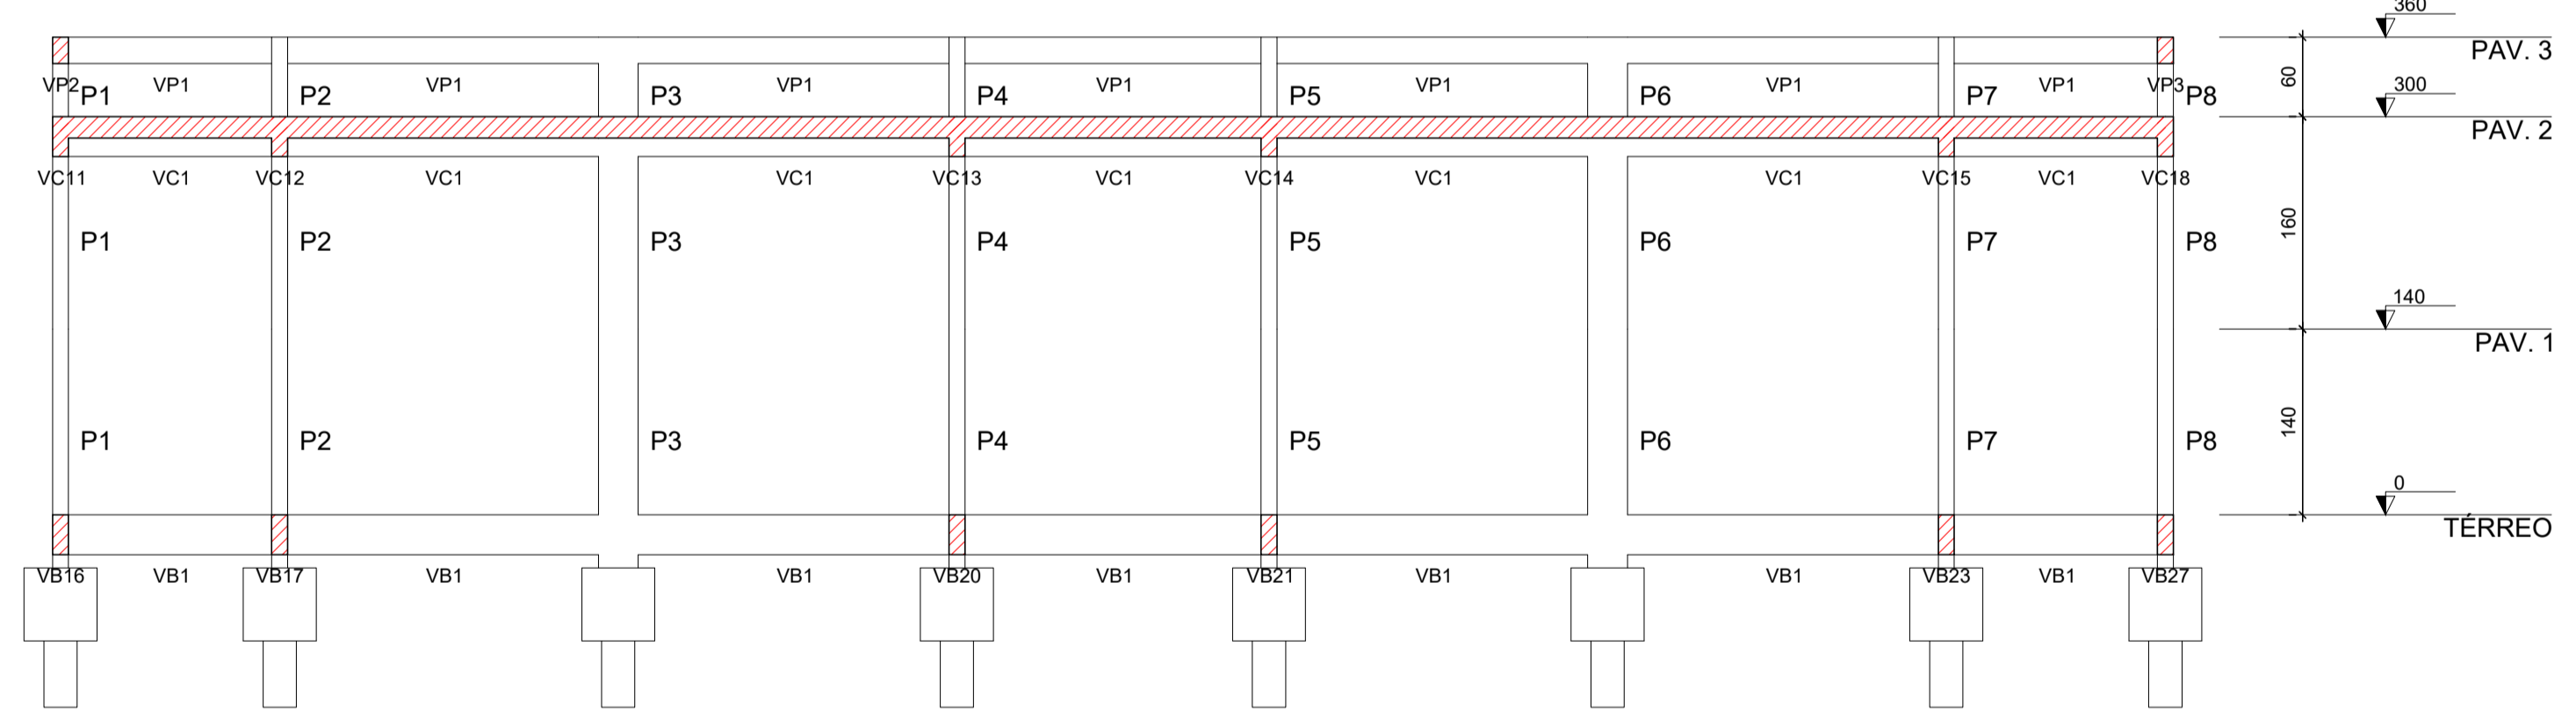 360
PAV. 3
VP2 P1 VP1 P2 VP1 P3 VP1 P4 VP1 P5 VP1 P6 VP1 P7 VP1 VP3 P8
60
300
PAV. 2
VC11 VC1 VC12 VC1 VC1 VC13 VC1 VC14 VC1 VC1 VC15 VC1 VC18
P1 P2 P3 P4 P5 P6 P7 P8
160
140
PAV. 1
P1 P2 P3 P4 P5 P6 P7 P8
140
0
TÉRREO
VB16 VB1 VB17 VB1 VB1 VB20 VB1 VB21 VB1 VB1 VB23 VB1 VB27